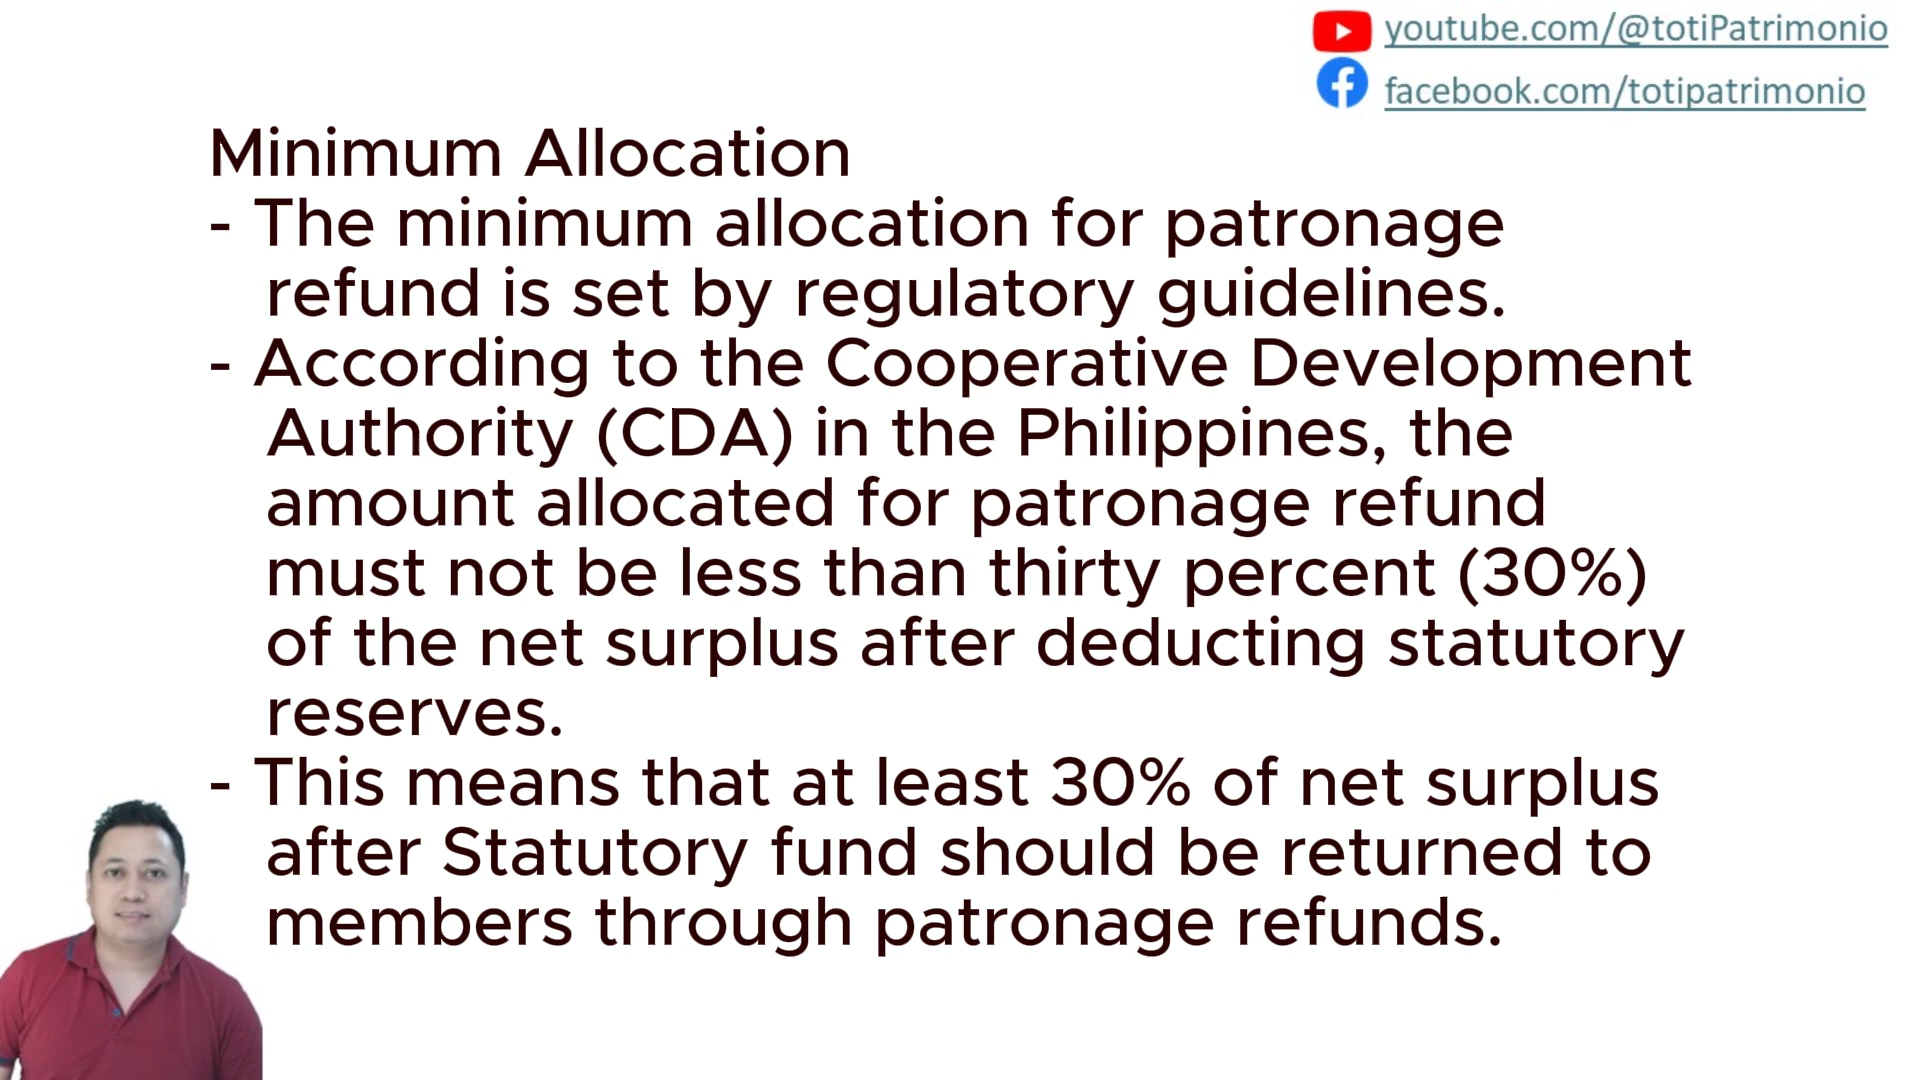 youtube.com/@totiPatrimonio
facebook.com/totipatrimonio
Minimum Allocation
- The minimum allocation for patronage
refund is set by regulatory guidelines.
- According to the Cooperative Development
Authority (CDA) in the Philippines, the
amount allocated for patronage refund
must not be less than thirty percent (30%)
of the net surplus after deducting statutory
reserves.
- This means that at least 30% of net surplus
after Statutory fund should be returned to
members through patronage refunds.